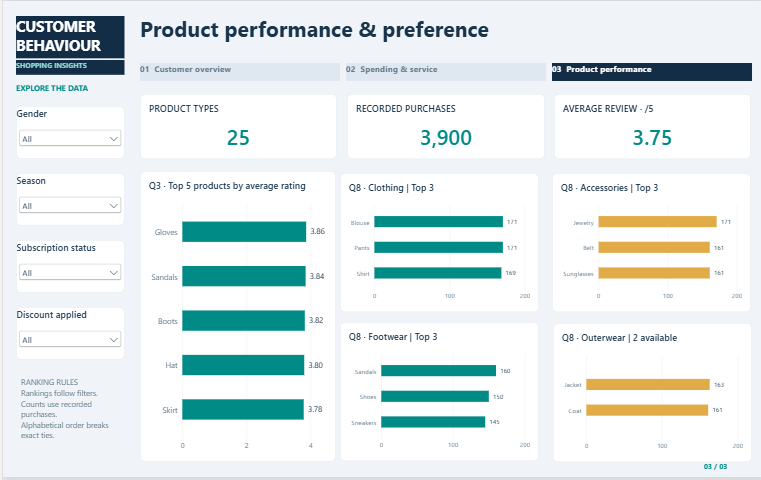 CUSTOMER
BEHAVIOUR
SHOPPING INSIGHTS
EXPLORE THE DATA
Gender
All
Season
All
Subscription status
All
Discount applied
All
RANKING RULES
Rankings follow filters.
Counts use recorded
purchases.
Alphabetical order breaks
exact ties.
Product performance & preference
01 Customer overview
02 Spending & service
03 Product performance
PRODUCT TYPES
25
RECORDED PURCHASES
3,900
AVERAGE REVIEW · /5
3.75
Q3 · Top 5 products by average rating
Gloves 3.86
Sandals 3.84
Boots 3.82
Hat 3.80
Skirt 3.78
0 2 4
Q8 · Clothing | Top 3
Blouse 171
Pants 171
Shirt 169
0 100 200
Q8 · Accessories | Top 3
Jewelry 171
Belt 161
Sunglasses 161
0 100 200
Q8 · Footwear | Top 3
Sandals 160
Shoes 150
Sneakers 145
0 100 200
Q8 · Outerwear | 2 available
Jacket 163
Coat 161
0 100 200
03 / 03